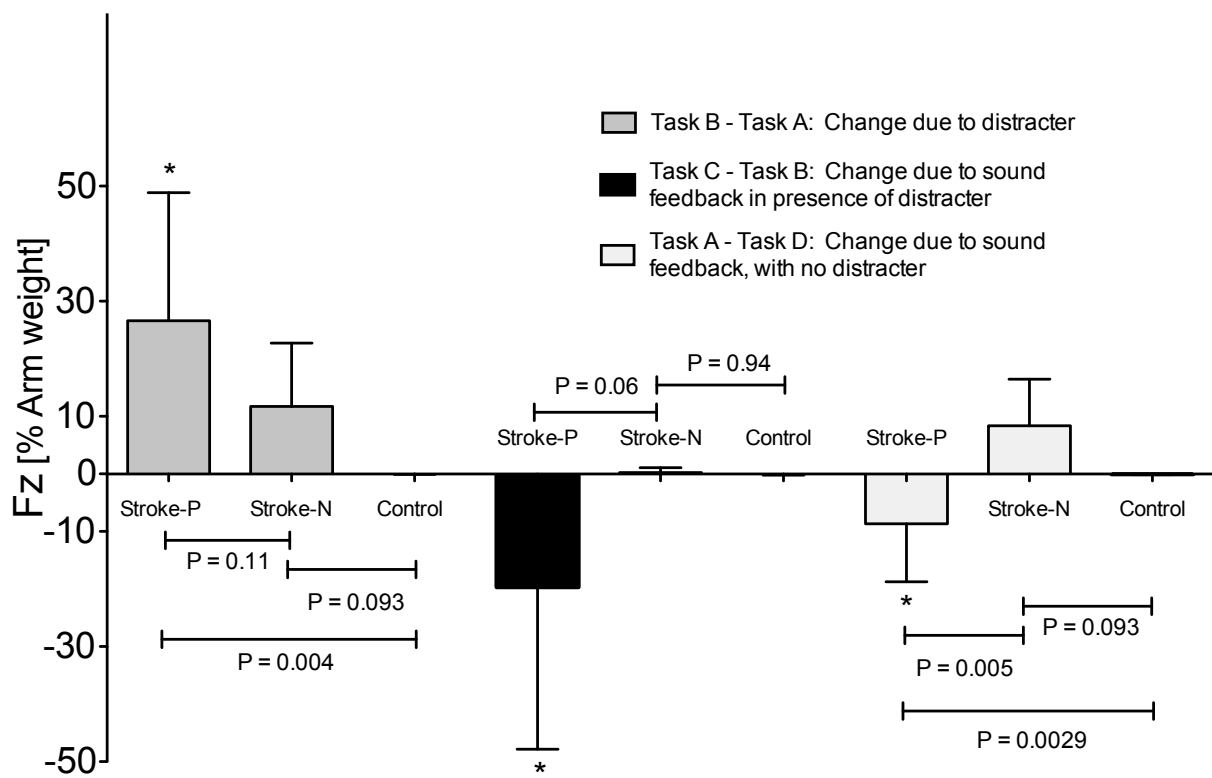 Fz [% Arm weight]
50
30
10
0
-10
-30
-50
Task B - Task A: Change due to distracter
Task C - Task B: Change due to sound
feedback in presence of distracter
Task A - Task D: Change due to sound
feedback, with no distracter
*
Stroke-P
Stroke-N
Control
P = 0.11
P = 0.093
P = 0.004
P = 0.06
P = 0.94
Stroke-P
Stroke-N
Control
*
Stroke-P
Stroke-N
Control
*
P = 0.093
P = 0.005
P = 0.0029